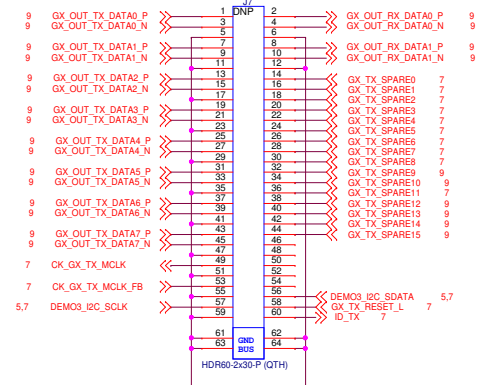 J7
DNP
9 GX_OUT_TX_DATA0_P 1 2 GX_OUT_RX_DATA0_P 9
9 GX_OUT_TX_DATA0_N 3 4 GX_OUT_RX_DATA0_N 9
5 6
9 GX_OUT_TX_DATA1_P 7 8 GX_OUT_RX_DATA1_P 9
9 GX_OUT_TX_DATA1_N 9 10 GX_OUT_RX_DATA1_N 9
11 12
9 GX_OUT_TX_DATA2_P 13 14 GX_TX_SPARE0 7
9 GX_OUT_TX_DATA2_N 15 16 GX_TX_SPARE1 7
17 18 GX_TX_SPARE2 7
9 GX_OUT_TX_DATA3_P 19 20 GX_TX_SPARE3 7
9 GX_OUT_TX_DATA3_N 21 22 GX_TX_SPARE4 7
23 24 GX_TX_SPARE5 7
9 GX_OUT_TX_DATA4_P 25 26 GX_TX_SPARE6 7
9 GX_OUT_TX_DATA4_N 27 28 GX_TX_SPARE7 7
29 30 GX_TX_SPARE8 7
9 GX_OUT_TX_DATA5_P 31 32 GX_TX_SPARE9 9
9 GX_OUT_TX_DATA5_N 33 34 GX_TX_SPARE10 9
35 36 GX_TX_SPARE11 7
9 GX_OUT_TX_DATA6_P 37 38 GX_TX_SPARE12 9
9 GX_OUT_TX_DATA6_N 39 40 GX_TX_SPARE13 9
41 42 GX_TX_SPARE14 9
9 GX_OUT_TX_DATA7_P 43 44 GX_TX_SPARE15 9
9 GX_OUT_TX_DATA7_N 45 46
47 48
7 CK_GX_TX_MCLK 49 50
51 52
7 CK_GX_TX_MCLK_FB 53 54
55 56 DEMO3_I2C_SDATA 5,7
5,7 DEMO3_I2C_SCLK 57 58 GX_TX_RESET_L 7
59 60 ID_TX 7
61 GND 62
63 BUS 64
HDR60-2x30-P (QTH)